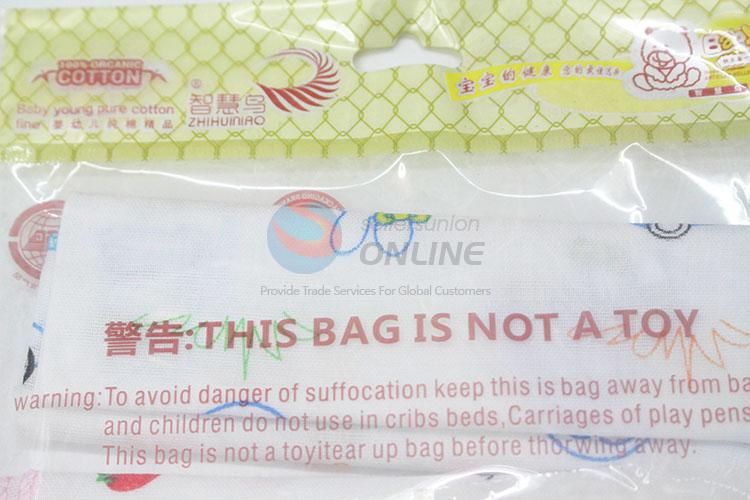 100% ORGANIC
COTTON
Baby young pure cotton
fine 婴幼儿纯棉精品
智慧鸟®
ZHIHUINIAO
宝宝的健康
sellersunion
ONLINE
Provide Trade Services For Global Customers
警告:THIS BAG IS NOT A TOY
warning:To avoid danger of suffocation keep this is bag away from ba
and children do not use in cribs beds,Carriages of play pens
This bag is not a toyitear up bag before thorwing away.